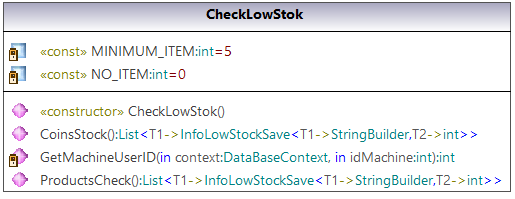 CheckLowStok
«const» MINIMUM_ITEM:int=5
«const» NO_ITEM:int=0
«constructor» CheckLowStok()
CoinsStock():List<T1->InfoLowStockSave<T1->StringBuilder,T2->int>>
GetMachineUserID(in context:DataBaseContext, in idMachine:int):int
ProductsCheck():List<T1->InfoLowStockSave<T1->StringBuilder,T2->int>>